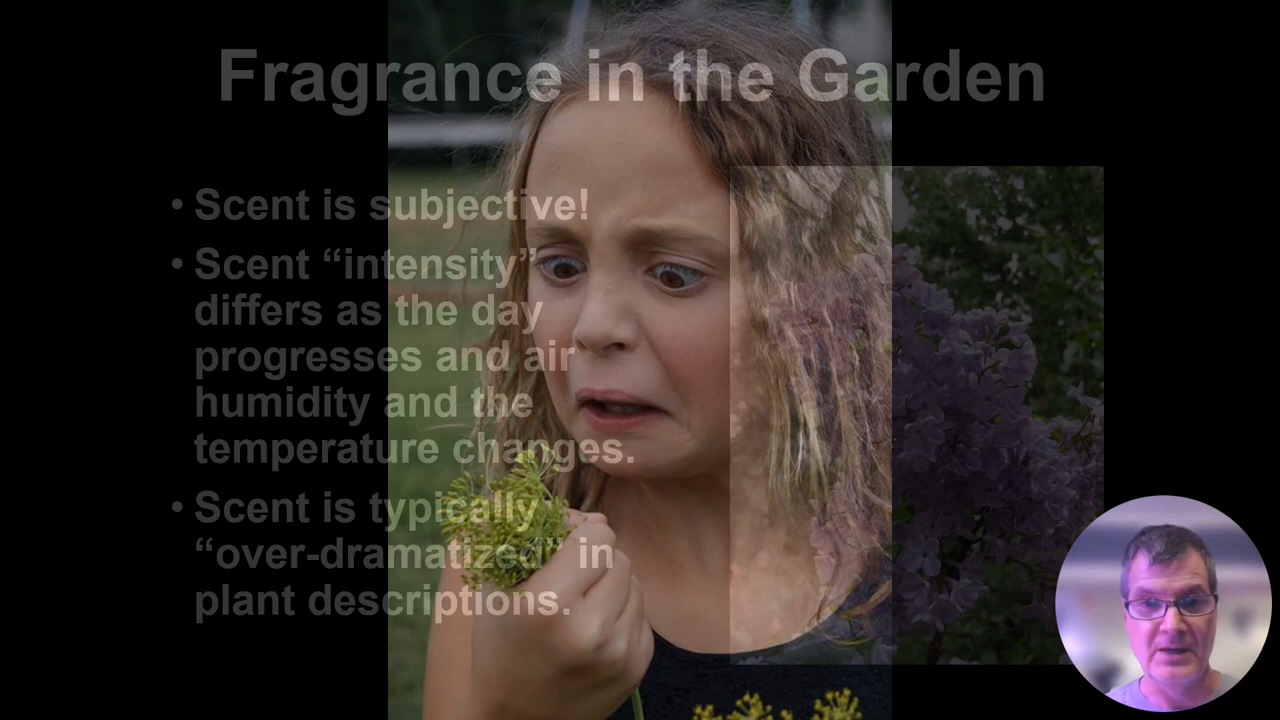 Fragrance in the Garden
• Scent is subjective!
• Scent “intensity”
differs as the day
progresses and air
humidity and the
temperature changes.
• Scent is typically
“over-dramatized” in
plant descriptions.